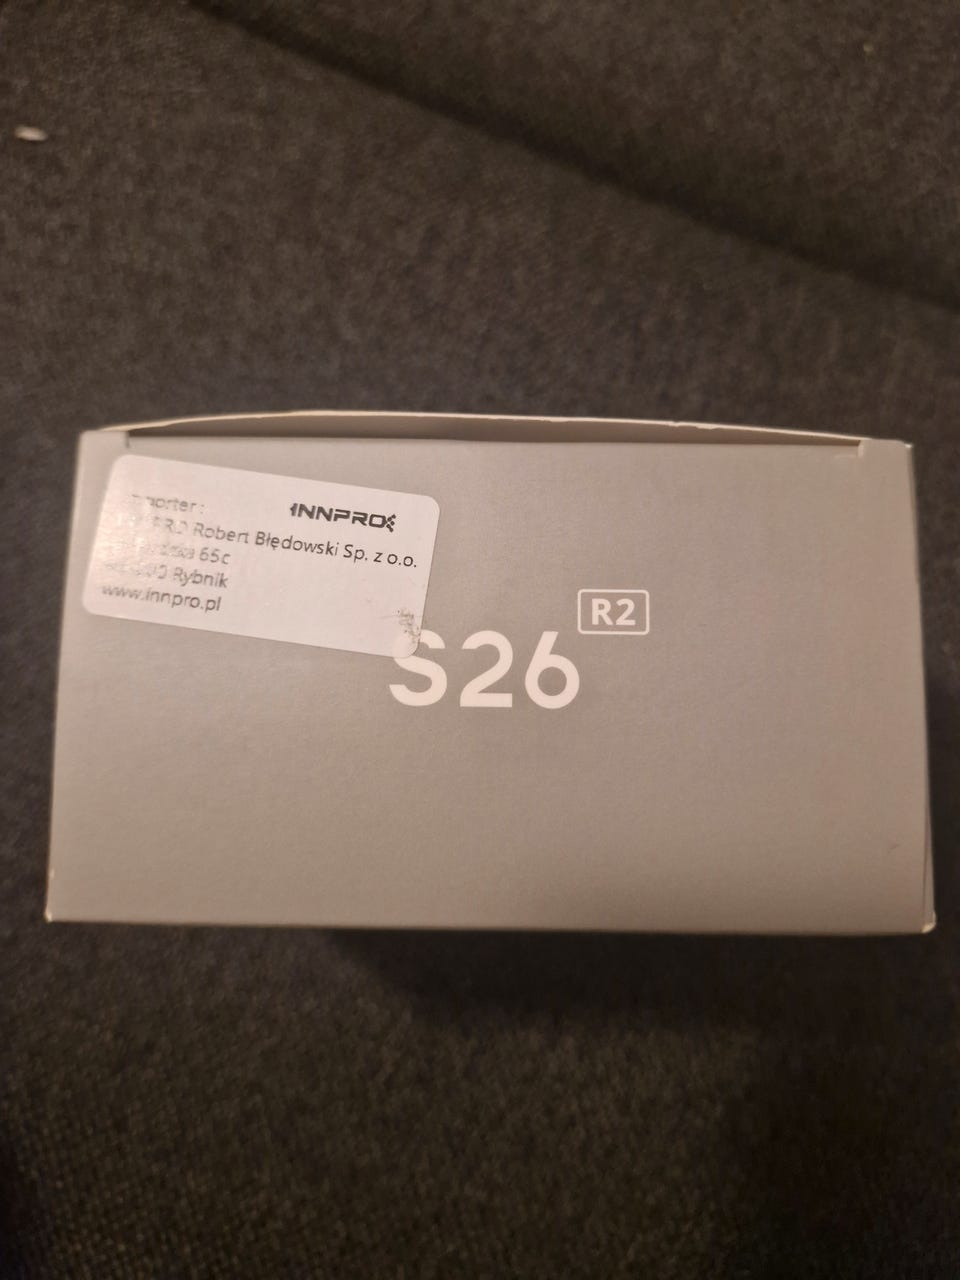 INNPRO
Robert Błędowski Sp. z o.o.
65c
Rybnik
www.innpro.pl
R2
S26